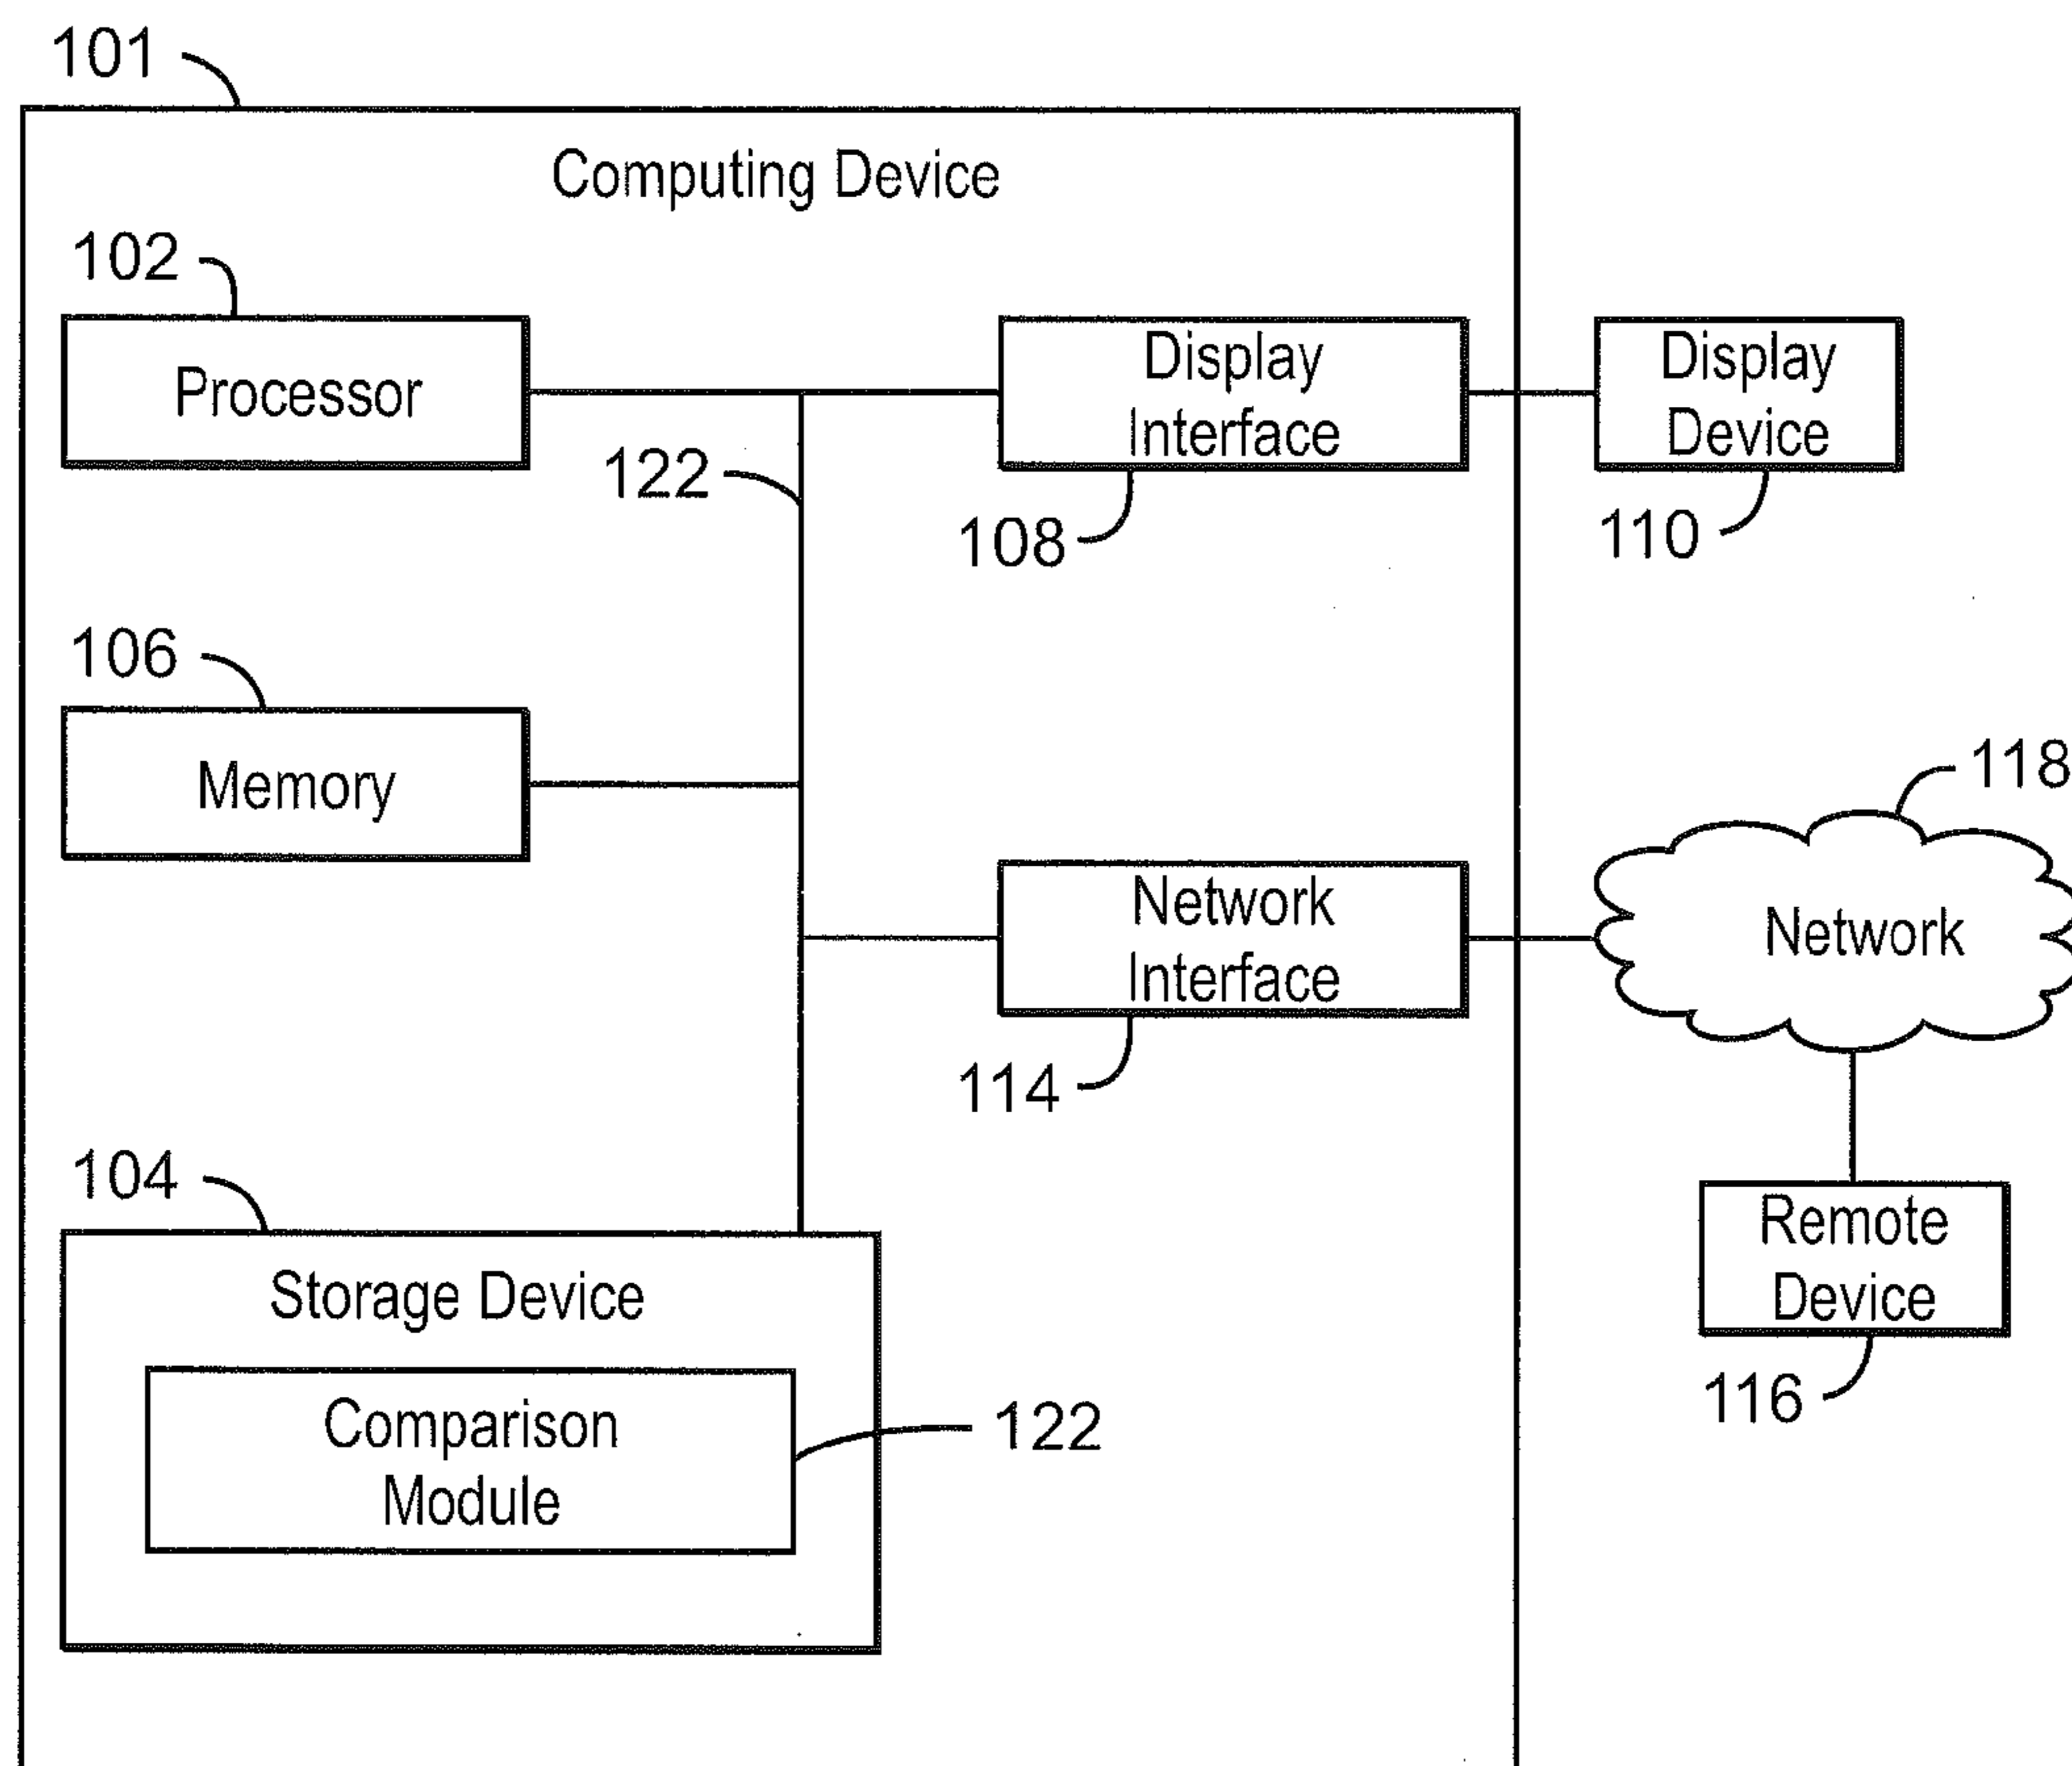 101
Computing Device
102
Processor
122
Display
Interface
108
Display
Device
110
106
Memory
118
Network
Interface
114
Network
104
Storage Device
Comparison
Module
122
Remote
Device
116